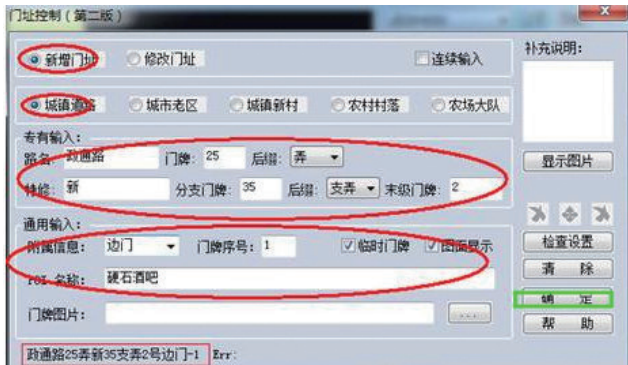 门址控制（第二版）
新增门址 修改门址 连续输入
补充说明：
城镇道路 城市老区 城镇新村 农村村落 农场大队
专有输入：
路名: 政通路 门牌: 25 后缀: 弄
显示图片
特修: 新 分支门牌: 35 后缀: 支弄 末级门牌: 2
通用输入：
附属信息: 边门 门牌序号: 1 临时门牌 图面显示
检查设置
POI 名称: 硬石酒吧
清 除
确 定
门牌图片:
...
帮 助
政通路25弄新35支弄2号边门-1 Err: